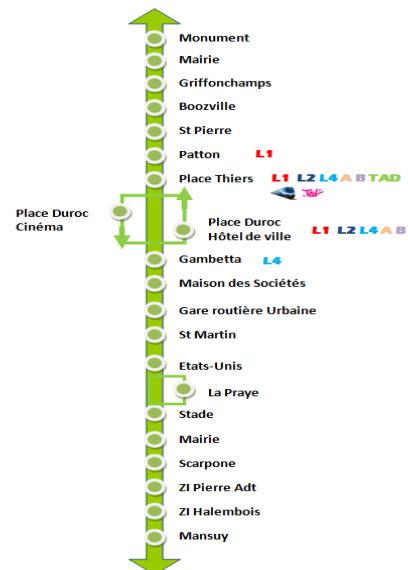 Monument
Mairie
Griffonchamps
Boozville
St Pierre
Patton L1
Place Thiers L1 L2 L4 A B TAD
Place Duroc
Cinéma
Place Duroc
Hôtel de ville L1 L2 L4 A B
Gambetta L4
Maison des Sociétés
Gare routière Urbaine
St Martin
Etats-Unis
La Praye
Stade
Mairie
Scarpone
ZI Pierre Adt
ZI Halembois
Mansuy